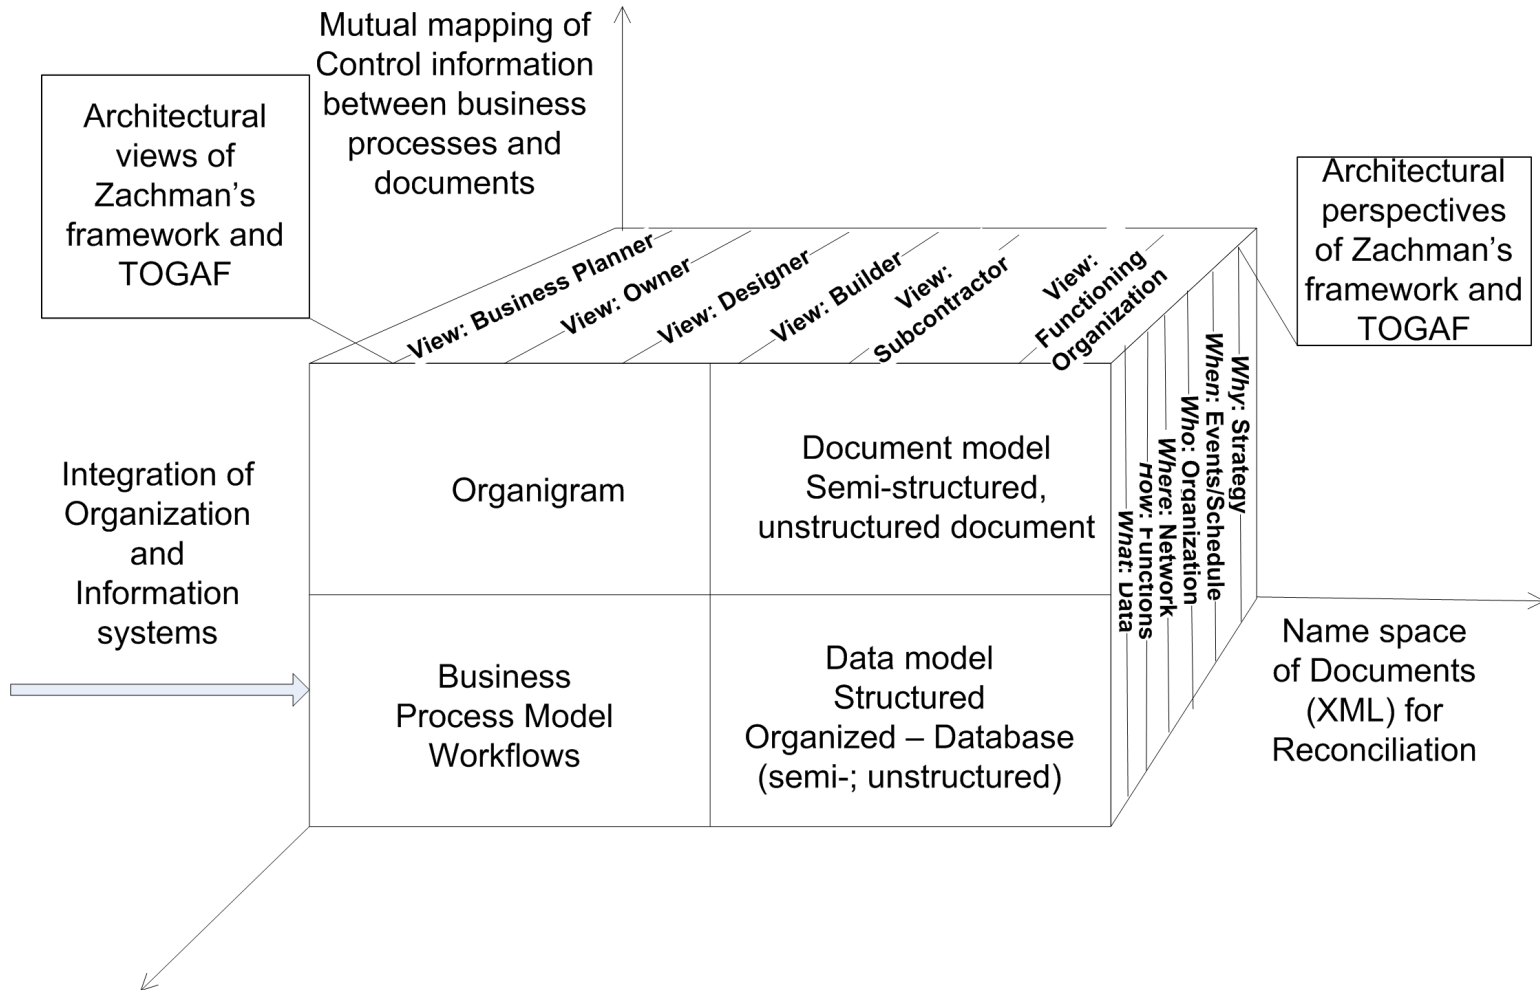 Mutual mapping of
Control information
between business
processes and
documents
Architectural
views of
Zachman’s
framework and
TOGAF
Architectural
perspectives
of Zachman’s
framework and
TOGAF
View: Business Planner
View: Owner
View: Designer
View: Builder
View:
Subcontractor
View:
Functioning
Organization
Integration of
Organization
and
Information
systems
Organigram
Document model
Semi-structured,
unstructured document
Business
Process Model
Workflows
Data model
Structured
Organized – Database
(semi-; unstructured)
What: Data
How: Functions
Where: Network
Who: Organization
When: Events/Schedule
Why: Strategy
Name space
of Documents
(XML) for
Reconciliation